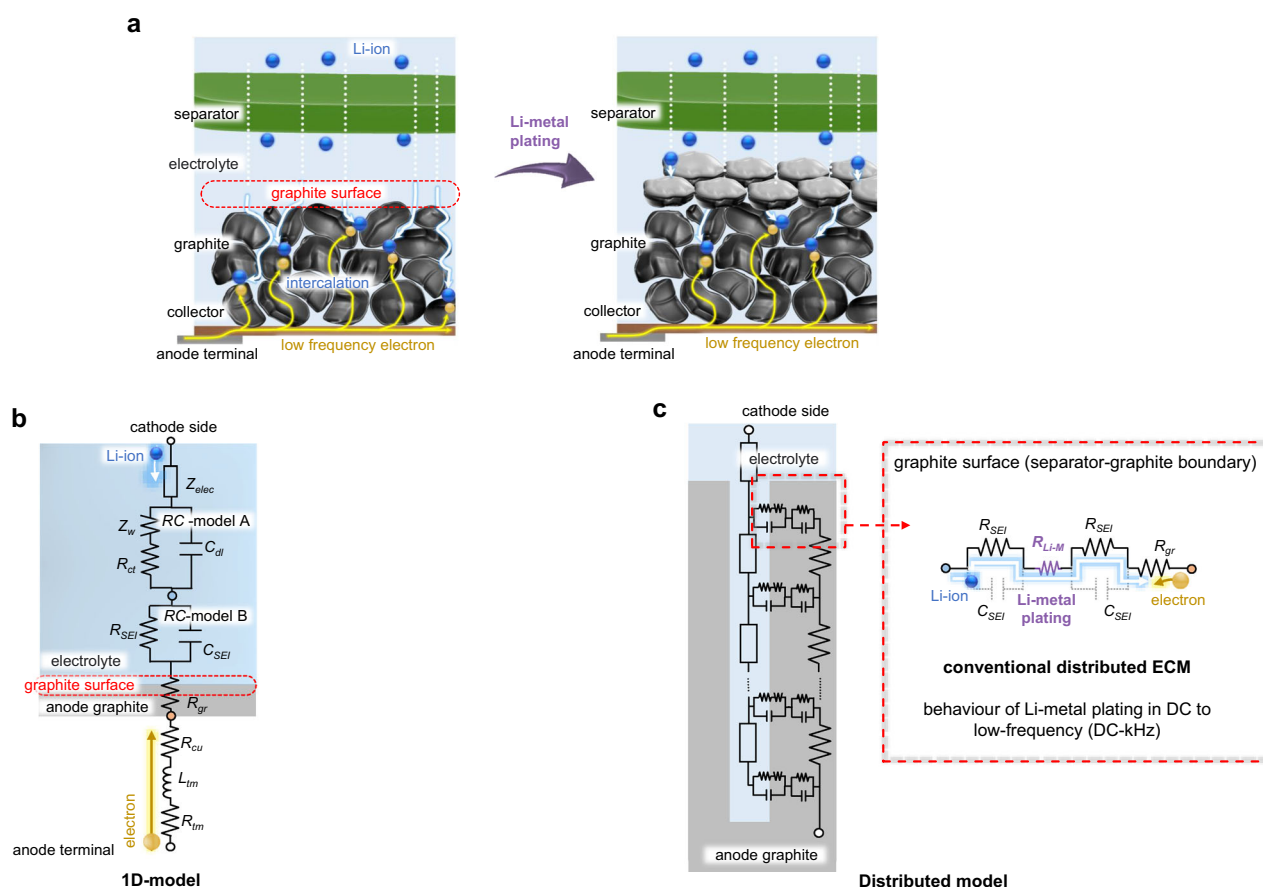 a
Li-ion
separator
electrolyte
graphite surface
graphite
intercalation
collector
low frequency electron
anode terminal
Li-metal
plating
separator
graphite
collector
low frequency electron
anode terminal
b
cathode side
Li-ion
Z_elec
RC -model A
Z_w
C_dl
R_ct
RC-model B
R_SEI
C_SEI
electrolyte
graphite surface
anode graphite
R_gr
R_cu
L_tm
electron
R_tm
anode terminal
1D-model
c
cathode side
electrolyte
anode graphite
Distributed model
graphite surface (separator-graphite boundary)
R_SEI
R_Li-M
R_SEI
R_gr
Li-ion
C_SEI
Li-metal
plating
C_SEI
electron
conventional distributed ECM
behaviour of Li-metal plating in DC to
low-frequency (DC-kHz)